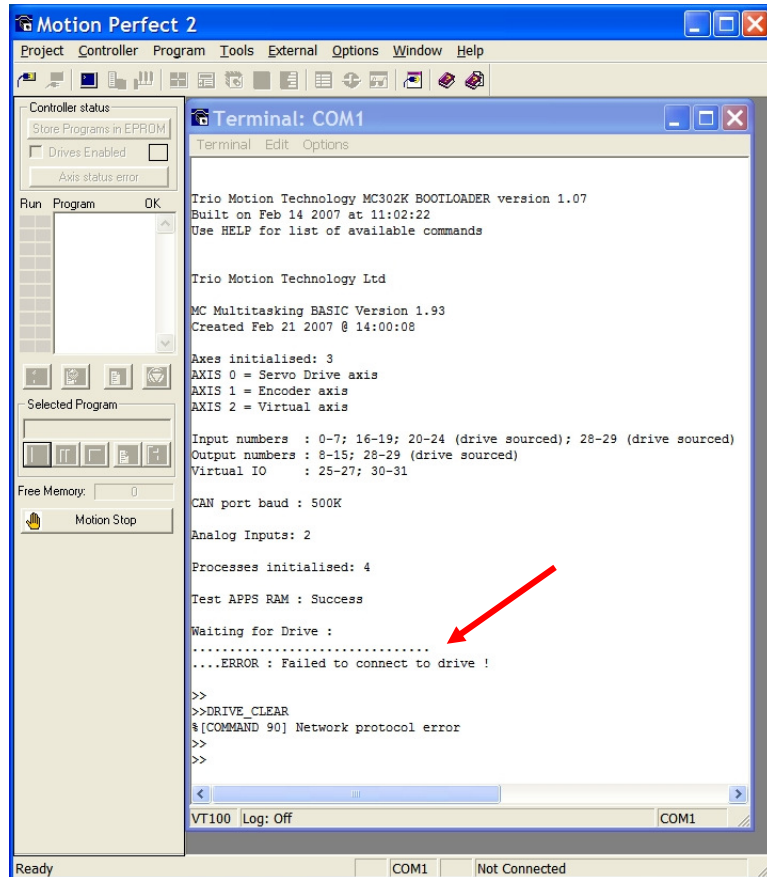 Motion Perfect 2
Project Controller Program Tools External Options Window Help
Controller status
Store Programs in EPROM
Drives Enabled
Axis status error
Run Program OK
Selected Program
Free Memory: 0
Motion Stop
Terminal: COM1
Terminal Edit Options
Trio Motion Technology MC302K BOOTLOADER version 1.07
Built on Feb 14 2007 at 11:02:22
Use HELP for list of available commands
Trio Motion Technology Ltd
MC Multitasking BASIC Version 1.93
Created Feb 21 2007 @ 14:00:08
Axes initialised: 3
AXIS 0 = Servo Drive axis
AXIS 1 = Encoder axis
AXIS 2 = Virtual axis
Input numbers : 0-7; 16-19; 20-24 (drive sourced); 28-29 (drive sourced)
Output numbers : 8-15; 28-29 (drive sourced)
Virtual IO : 25-27; 30-31
CAN port baud : 500K
Analog Inputs: 2
Processes initialised: 4
Test APPS RAM : Success
Waiting for Drive :
................................
....ERROR : Failed to connect to drive !
>>
>>DRIVE_CLEAR
%[COMMAND 90] Network protocol error
>>
>>
VT100 Log: Off COM1
Ready COM1 Not Connected